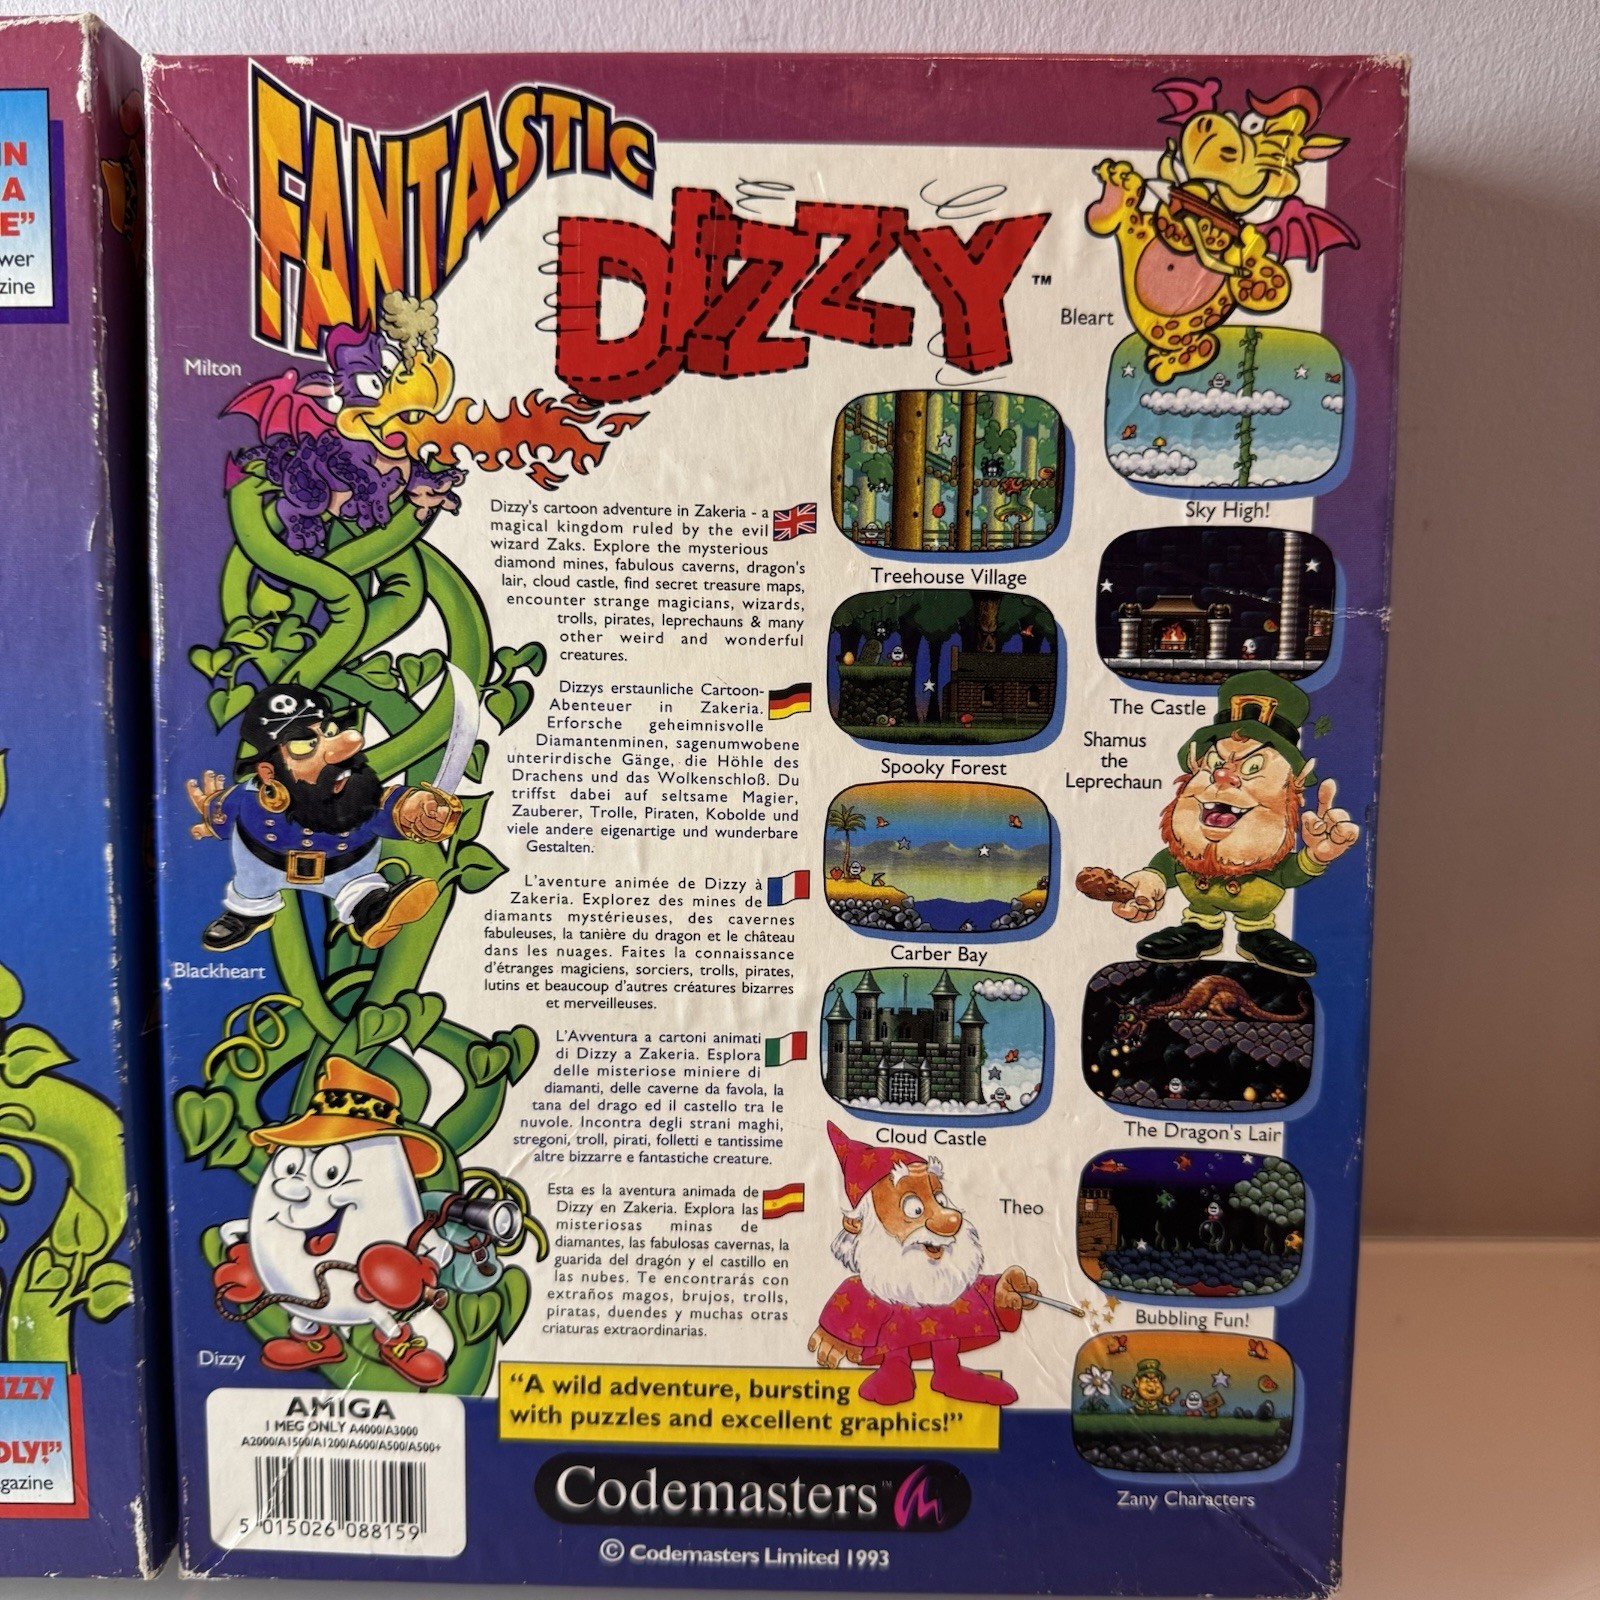 IN
A
E”
wer
zine
IZZY
DLY!”
gazine
FANTASTIC
DIZZY™
Bleart
Milton
Sky High!
Dizzy's cartoon adventure in Zakeria - a
magical kingdom ruled by the evil
wizard Zaks. Explore the mysterious
diamond mines, fabulous caverns, dragon's
lair, cloud castle, find secret treasure maps,
encounter strange magicians, wizards,
trolls, pirates, leprechauns & many
other weird and wonderful
creatures.
Treehouse Village
The Castle
Dizzys erstaunliche Cartoon-
Abenteuer in Zakeria.
Erforsche geheimnisvolle
Diamantenminen, sagenumwobene
unterirdische Gänge, die Höhle des
Drachens und das Wolkenschloß. Du
triffst dabei auf seltsame Magier,
Zauberer, Trolle, Piraten, Kobolde und
viele andere eigenartige und wunderbare
Gestalten.
Spooky Forest
Shamus
the
Leprechaun
L'aventure animée de Dizzy à
Zakeria. Explorez des mines de
diamants mystérieuses, des cavernes
fabuleuses, la tanière du dragon et le château
dans les nuages. Faites la connaissance
d'étranges magiciens, sorciers, trolls, pirates,
lutins et beaucoup d'autres créatures bizarres
et merveilleuses.
Carber Bay
Blackheart
L'Avventura a cartoni animati
di Dizzy a Zakeria. Esplora
delle misteriose miniere di
diamanti, delle caverne da favola, la
tana del drago ed il castello tra le
nuvole. Incontra degli strani maghi,
stregoni, troll, pirati, folletti e tantissime
altre bizzarre e fantastiche creature.
Cloud Castle
The Dragon's Lair
Esta es la aventura animada de
Dizzy en Zakeria. Explora las
misteriosas minas de
diamantes, las fabulosas cavernas, la
guarida del dragón y el castillo en
las nubes. Te encontrarás con
extraños magos, brujos, trolls,
piratas, duendes y muchas otras
criaturas extraordinarias.
Theo
Bubbling Fun!
Dizzy
“A wild adventure, bursting
with puzzles and excellent graphics!”
Zany Characters
AMIGA
1 MEG ONLY A4000/A3000
A2000/A1500/A1200/A600/A500/A500+
5 015026 088159
Codemasters™
© Codemasters Limited 1993